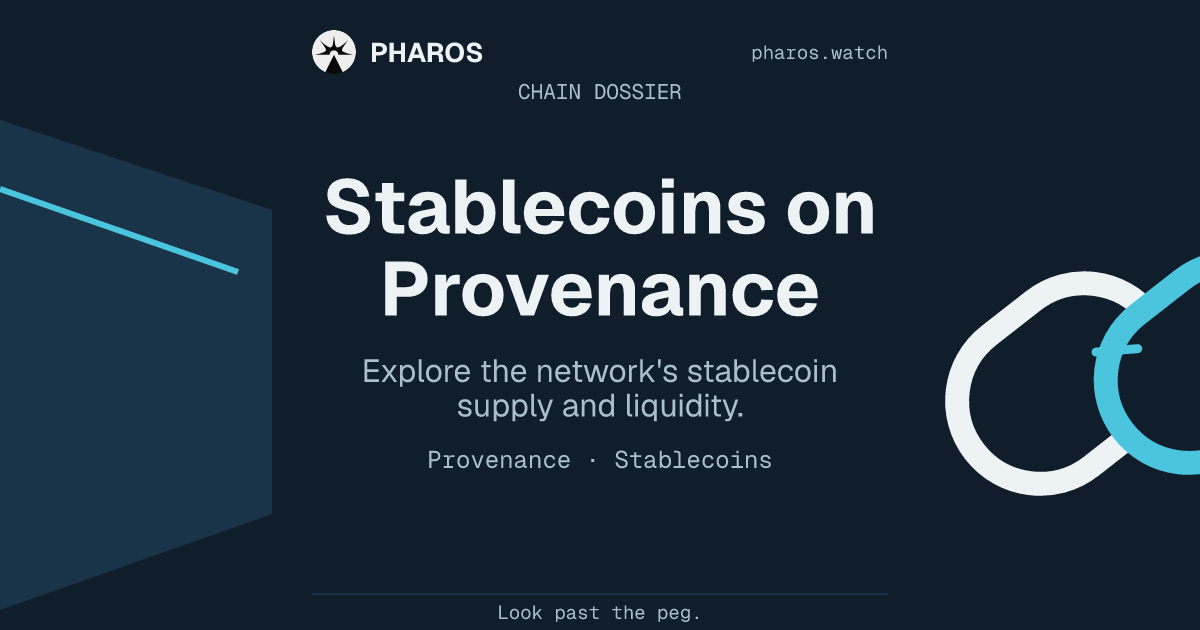 PHAROS
pharos.watch
CHAIN DOSSIER
Stablecoins on
Provenance
Explore the network's stablecoin
supply and liquidity.
Provenance · Stablecoins
Look past the peg.